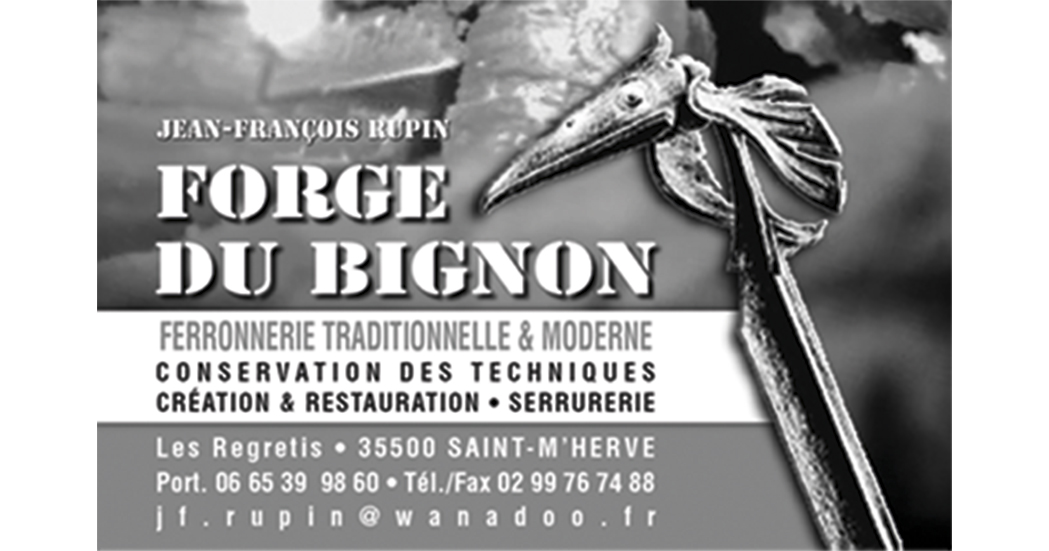 JEAN-FRANÇOIS RUPIN
FORGE
DU BIGNON
FERRONNERIE TRADITIONNELLE & MODERNE
CONSERVATION DES TECHNIQUES
CRÉATION & RESTAURATION • SERRURERIE
Les Regretis • 35500 SAINT-M'HERVE
Port. 06 65 39 98 60 • Tél./Fax 02 99 76 74 88
jf.rupin@wanadoo.fr